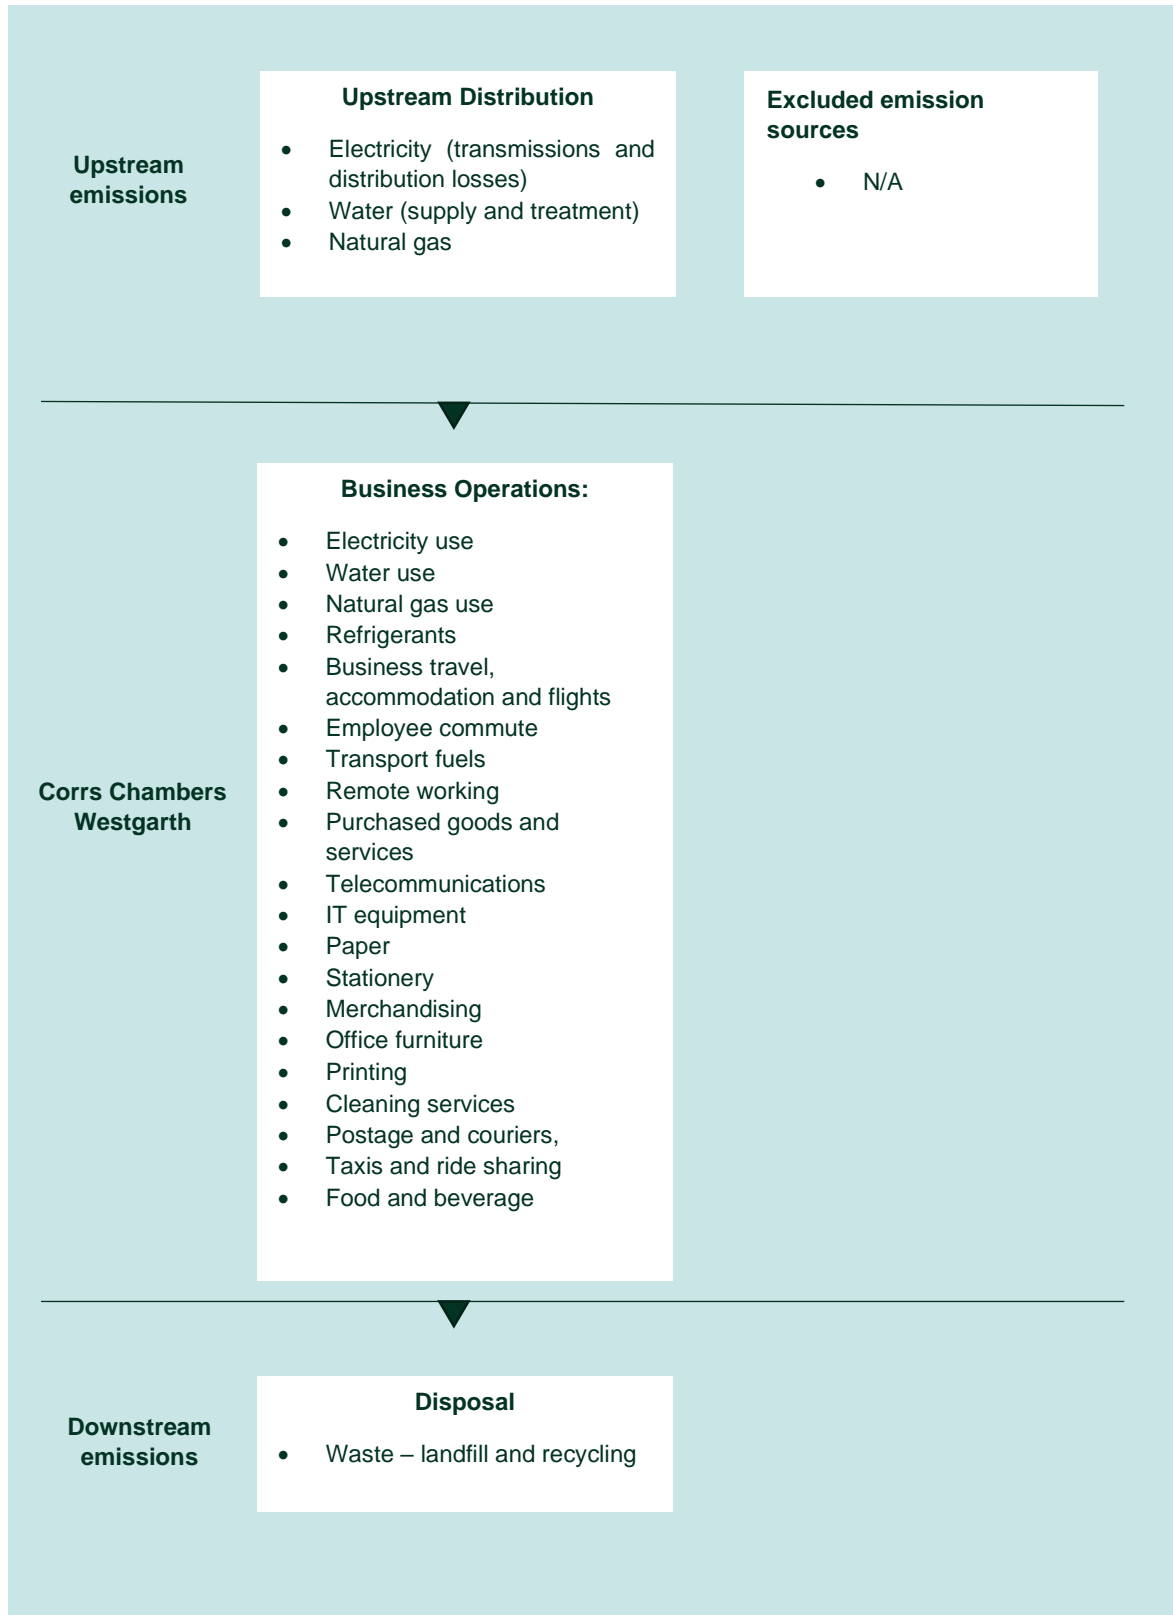 Upstream
emissions
Upstream Distribution
• Electricity (transmissions and
distribution losses)
• Water (supply and treatment)
• Natural gas
Excluded emission
sources
• N/A
Corrs Chambers
Westgarth
Business Operations:
• Electricity use
• Water use
• Natural gas use
• Refrigerants
• Business travel,
accommodation and flights
• Employee commute
• Transport fuels
• Remote working
• Purchased goods and
services
• Telecommunications
• IT equipment
• Paper
• Stationery
• Merchandising
• Office furniture
• Printing
• Cleaning services
• Postage and couriers,
• Taxis and ride sharing
• Food and beverage
Downstream
emissions
Disposal
• Waste – landfill and recycling